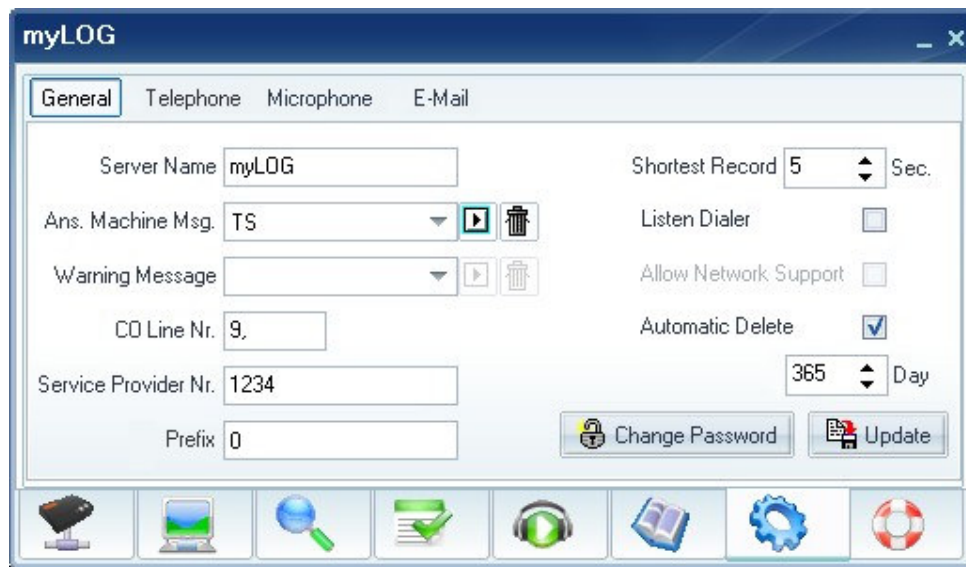 myLOG
General Telephone Microphone E-Mail
Server Name myLOG
Shortest Record 5 Sec.
Ans. Machine Msg. TS
Listen Dialer
Warning Message
Allow Network Support
CO Line Nr. 9,
Automatic Delete
Service Provider Nr. 1234
365 Day
Prefix 0
Change Password Update